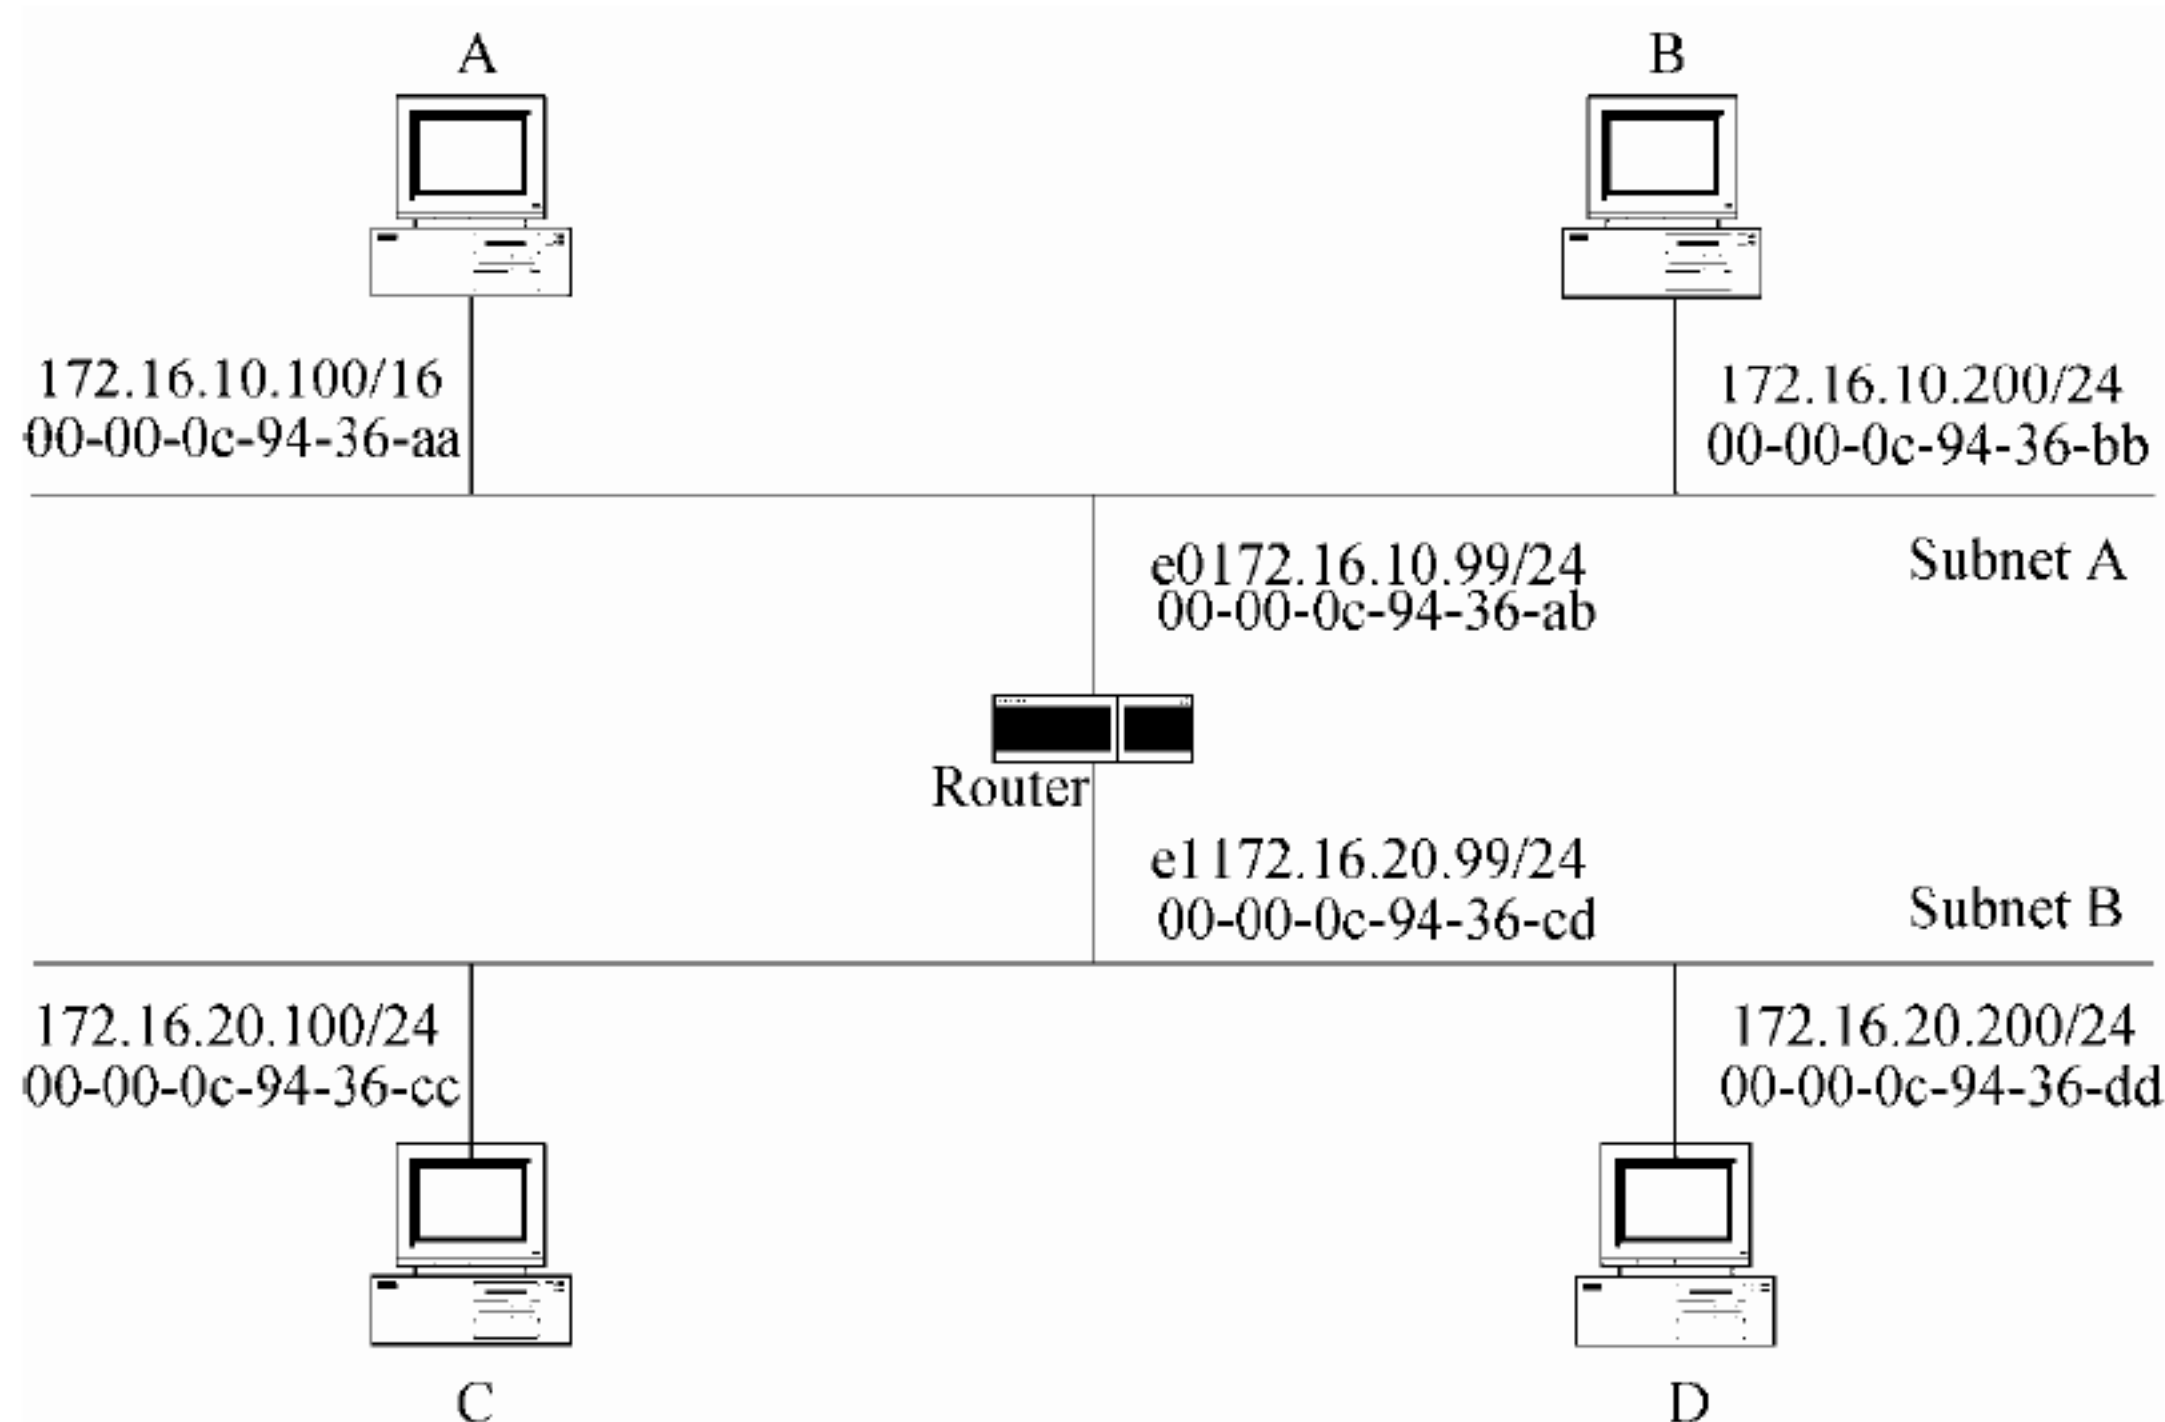 A
B
172.16.10.100/16
00-00-0c-94-36-aa
172.16.10.200/24
00-00-0c-94-36-bb
e0172.16.10.99/24
00-00-0c-94-36-ab
Subnet A
Router
e1172.16.20.99/24
00-00-0c-94-36-cd
Subnet B
172.16.20.100/24
00-00-0c-94-36-cc
172.16.20.200/24
00-00-0c-94-36-dd
C
D